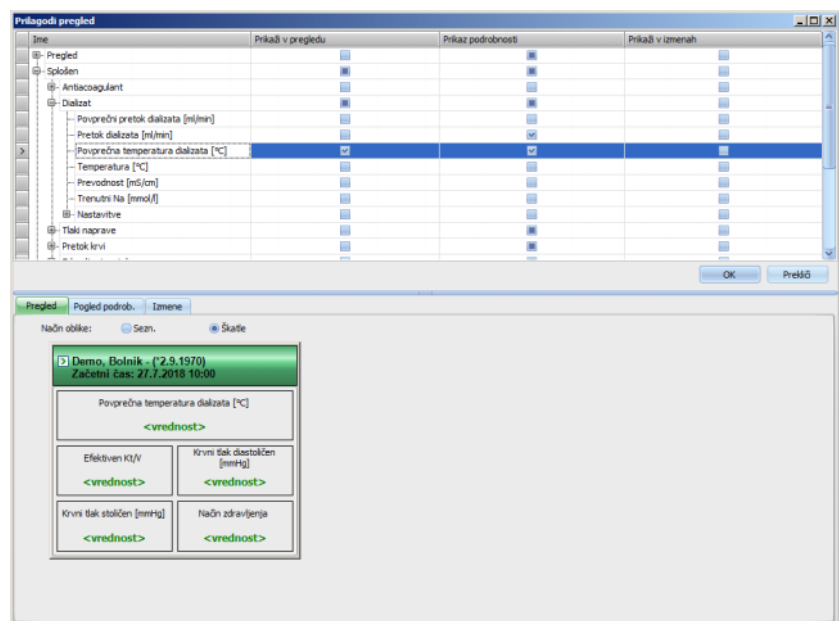 Prilagodi pregled
Ime Prikaži v pregledu Prikaz podrobnosti Prikaži v izmenah
Pregled
Splošen
Antiacoagulant
Dializat
Povprečni pretok dializata [ml/min]
Pretok dializata [ml/min]
Povprečna temperatura dializata [°C]
Temperatura [°C]
Prevodnost [mS/cm]
Trenutni Na [mmol/l]
Nastavitve
Tlaki naprave
Pretok krvi
OK Prekliči
Pregled Pogled podrob. Izmene
Način oblike: Sezn. Škatle
Demo, Bolnik - (*2.9.1970)
Začetni čas: 27.7.2018 10:00
Povprečna temperatura dializata [°C]
<vrednost>
Efektiven Kt/V
<vrednost>
Krvni tlak diastoličen
[mmHg]
<vrednost>
Krvni tlak stoličen [mmHg]
<vrednost>
Način zdravljenja
<vrednost>